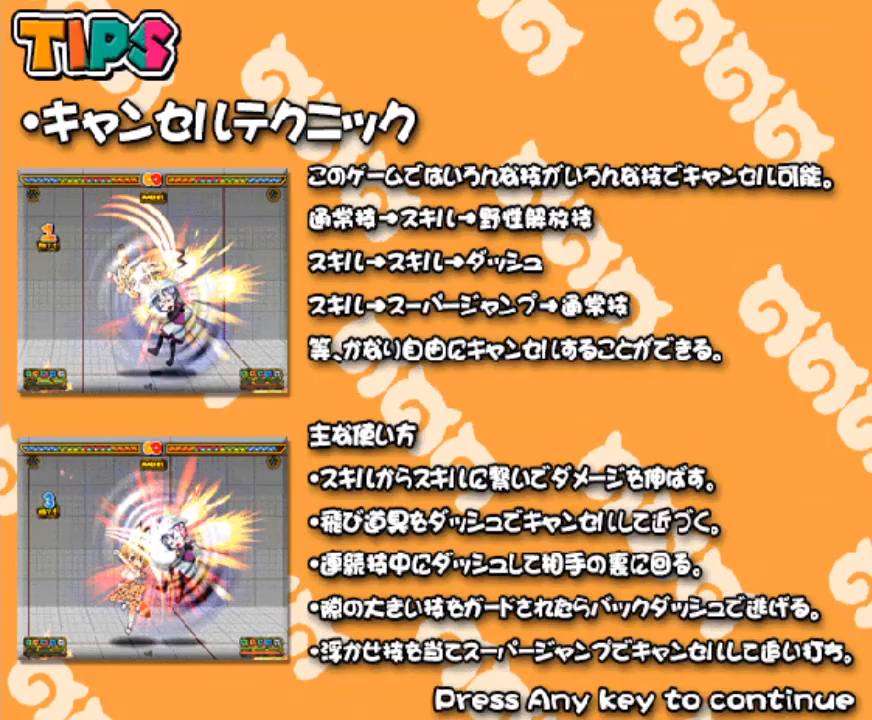 TIPS
•キャンセルテクニック
このゲームではいろんな技がいろんな技でキャンセル可能。
通常技→スキル→野性解放技
スキル→スキル→ダッシュ
スキル→スーパージャンプ→通常技
等、かなり自由にキャンセルすることができる。
主な使い方
•スキルからスキルに繋いでダメージを伸ばす。
•飛び道具をダッシュでキャンセルして近づく。
•連続技中にダッシュして相手の裏に回る。
•隙の大きい技をガードされたらバックダッシュで逃げる。
•浮かせ技を当てスーパージャンプでキャンセルして追い打ち。
Press Any key to continue